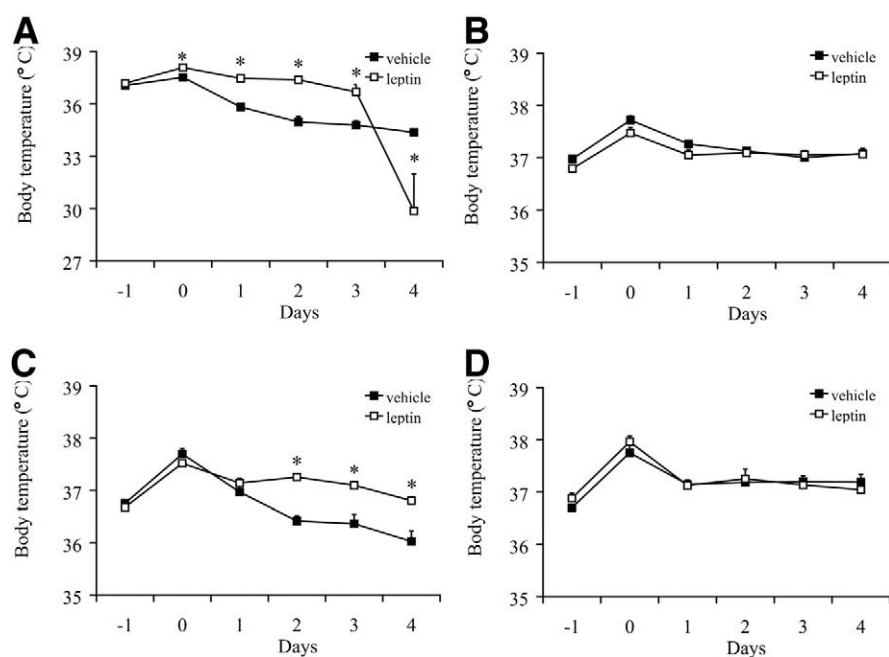 A
Body temperature (°C)
39
36
33
30
27
* * * * *
*
vehicle
leptin
-1 0 1 2 3 4
Days
B
Body temperature (°C)
39
38
37
36
35
vehicle
leptin
-1 0 1 2 3 4
Days
C
Body temperature (°C)
39
38
37
36
35
* * *
vehicle
leptin
-1 0 1 2 3 4
Days
D
Body temperature (°C)
39
38
37
36
35
vehicle
leptin
-1 0 1 2 3 4
Days